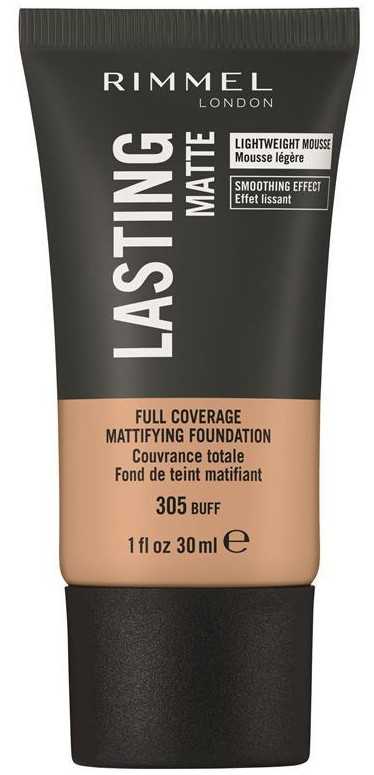 RIMMEL
LONDON
LASTING
MATTE
LIGHTWEIGHT MOUSSE
Mousse légère
SMOOTHING EFFECT
Effet lissant
FULL COVERAGE
MATTIFYING FOUNDATION
Couvrance totale
Fond de teint matifiant
305 BUFF
1 fl oz 30 ml ℮